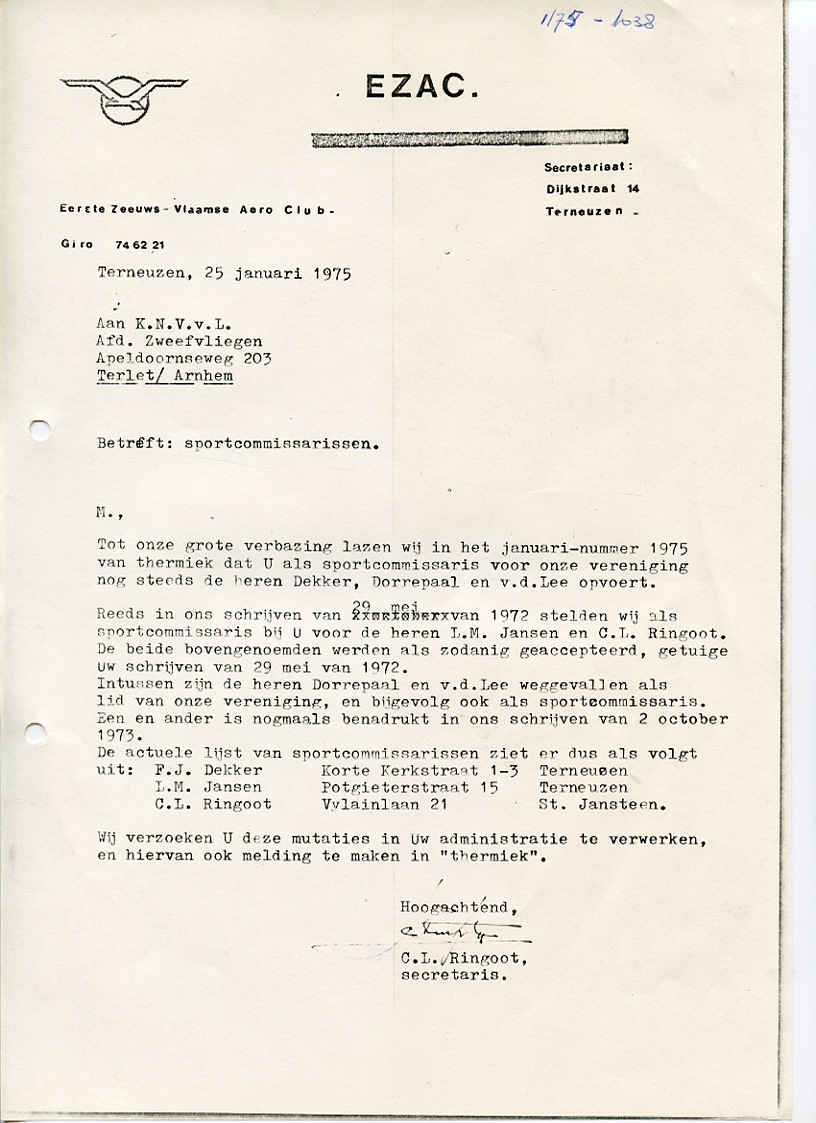 1/75 - 1038
EZAC.
Secretariaat:
Dijkstraat 14
Terneuzen -
Eerste Zeeuws - Vlaamse Aero Club -
Giro 74 62 21
Terneuzen, 25 januari 1975
Aan K.N.V.v.L.
Afd. Zweefvliegen
Apeldoornseweg 203
Terlet/ Arnhem
Betreft: sportcommissarissen.
M.,
Tot onze grote verbazing lazen wij in het januari-nummer 1975
van thermiek dat U als sportcommissaris voor onze vereniging
nog steeds de heren Dekker, Dorrepaal en v.d.Lee opvoert.
29 mei
Reeds in ons schrijven van van 1972 stelden wij als
sportcommissaris bij U voor de heren L.M. Jansen en C.L. Ringoot.
De beide bovengenoemden werden als zodanig geaccepteerd, getuige
Uw schrijven van 29 mei van 1972.
Intussen zijn de heren Dorrepaal en v.d.Lee weggevallen als
lid van onze vereniging, en bijgevolg ook als sportcommissaris.
Een en ander is nogmaals benadrukt in ons schrijven van 2 october
1973.
De actuele lijst van sportcommissarissen ziet er dus als volgt
uit: F.J. Dekker Korte Kerkstraat 1-3 Terneuzen
L.M. Jansen Potgieterstraat 15 Terneuzen
C.L. Ringoot Vylainlaan 21 St. Jansteen.
Wij verzoeken U deze mutaties in Uw administratie te verwerken,
en hiervan ook melding te maken in "thermiek".
Hoogachtend,
C.L. Ringoot,
secretaris.